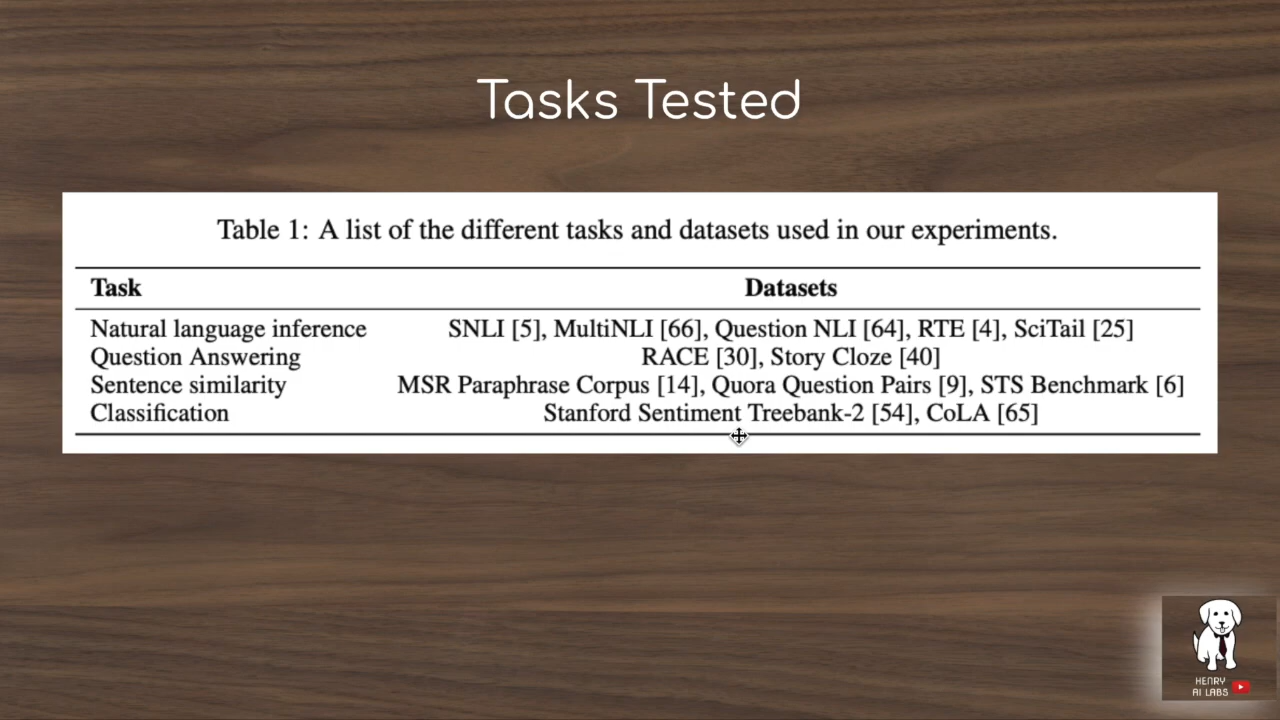 Tasks Tested
Table 1: A list of the different tasks and datasets used in our experiments.
Task Datasets
Natural language inference SNLI [5], MultiNLI [66], Question NLI [64], RTE [4], SciTail [25]
Question Answering RACE [30], Story Cloze [40]
Sentence similarity MSR Paraphrase Corpus [14], Quora Question Pairs [9], STS Benchmark [6]
Classification Stanford Sentiment Treebank-2 [54], CoLA [65]
HENRY
AI LABS